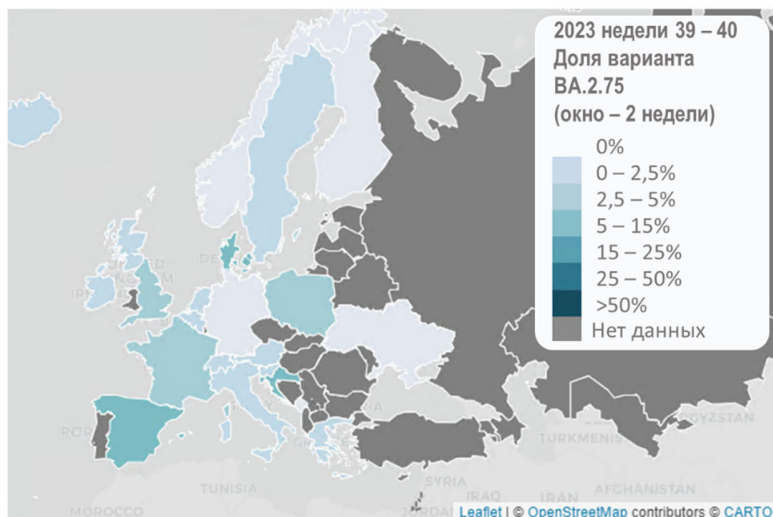 2023 недели 39 – 40
Доля варианта
BA.2.75
(окно – 2 недели)
0%
0 – 2,5%
2,5 – 5%
5 – 15%
15 – 25%
25 – 50%
>50%
Нет данных
TURKMENIS
SYRIA
IRAQ
IRAN
AFGHANISTAN
TUNISIA
MOROCCO
JORDA
Leaflet | © OpenStreetMap contributors © CARTO